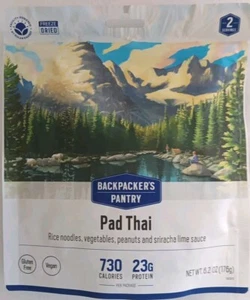 FREEZE
DRIED
2
SERVINGS
BACKPACKER'S
PANTRY
Pad Thai
Rice noodles, vegetables, peanuts and sriracha lime sauce
Gluten
Free
Vegan
730
CALORIES
23G
PROTEIN
NET WT. 6.2 OZ (176g)